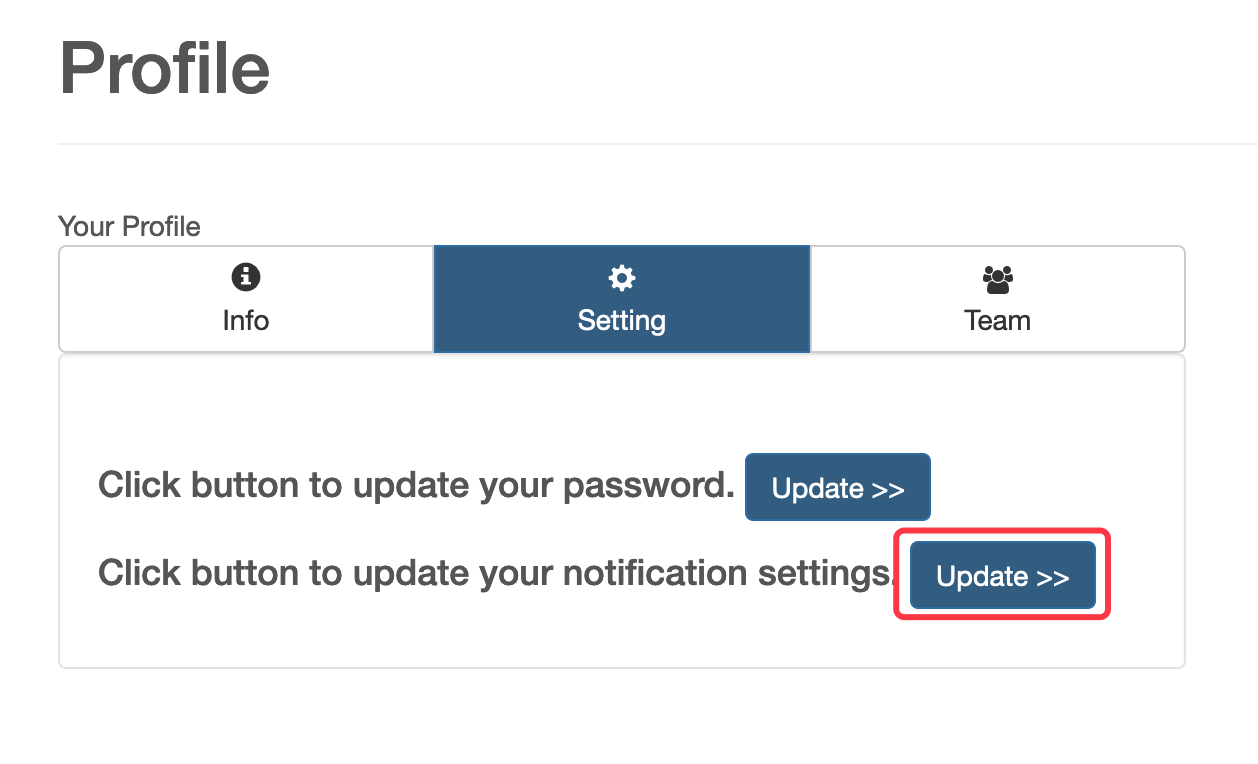 Profile
Your Profile
Info
Setting
Team
Click button to update your password. Update >>
Click button to update your notification settings. Update >>